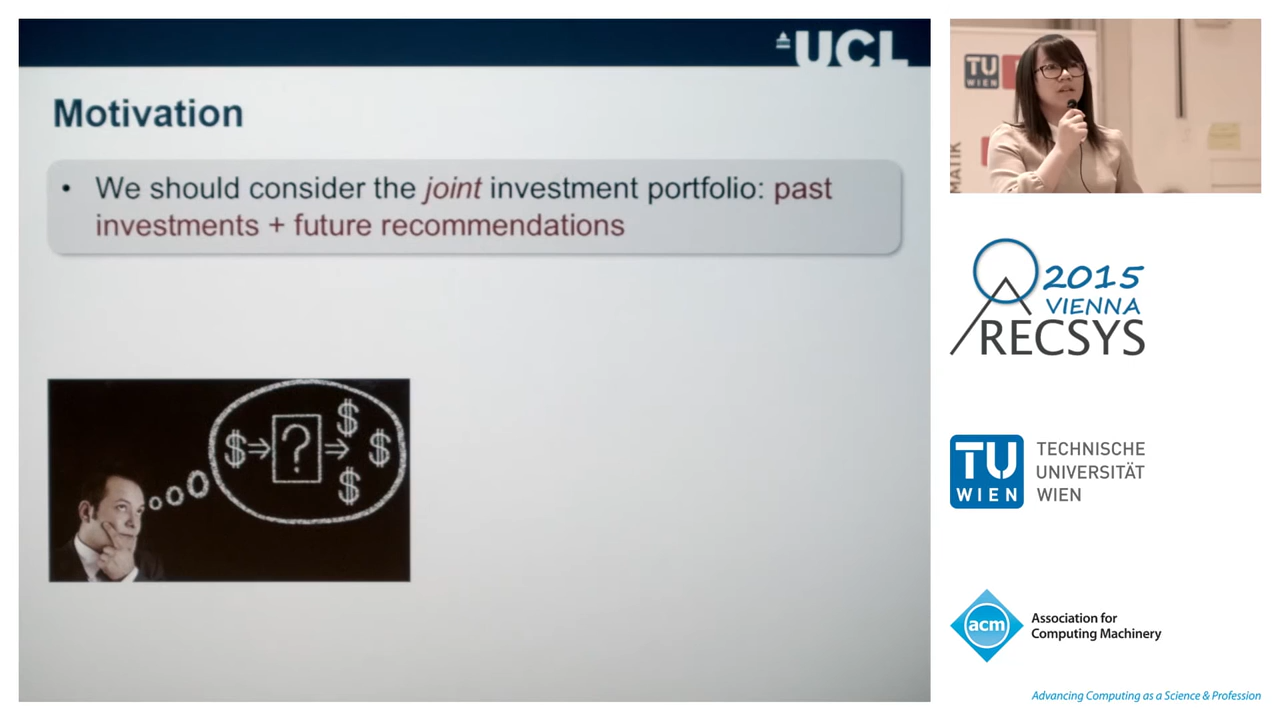 UCL
Motivation
• We should consider the joint investment portfolio: past
investments + future recommendations
$ ⇒ ? ⇒ $ $ $
TU
WIEN
MATIK
2015
VIENNA
RECSYS
TU
WIEN
TECHNISCHE
UNIVERSITÄT
WIEN
acm
Association for
Computing Machinery
Advancing Computing as a Science & Profession